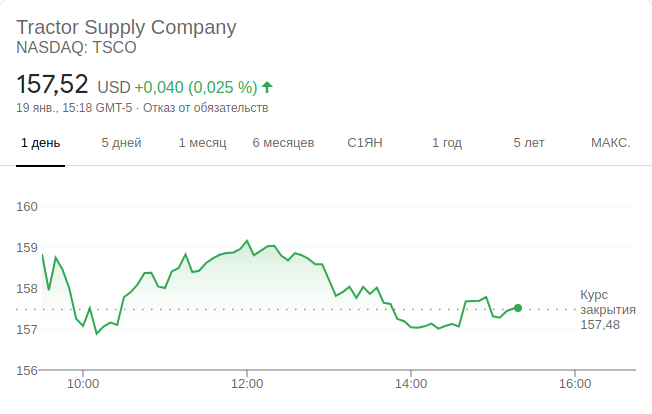 Tractor Supply Company
NASDAQ: TSCO
157,52 USD +0,040 (0,025 %)
19 янв., 15:18 GMT-5 · Отказ от обязательств
1 день 5 дней 1 месяц 6 месяцев С1ЯН 1 год 5 лет МАКС.
160
159
158
157
156
Курс
закрытия
157,48
10:00 12:00 14:00 16:00